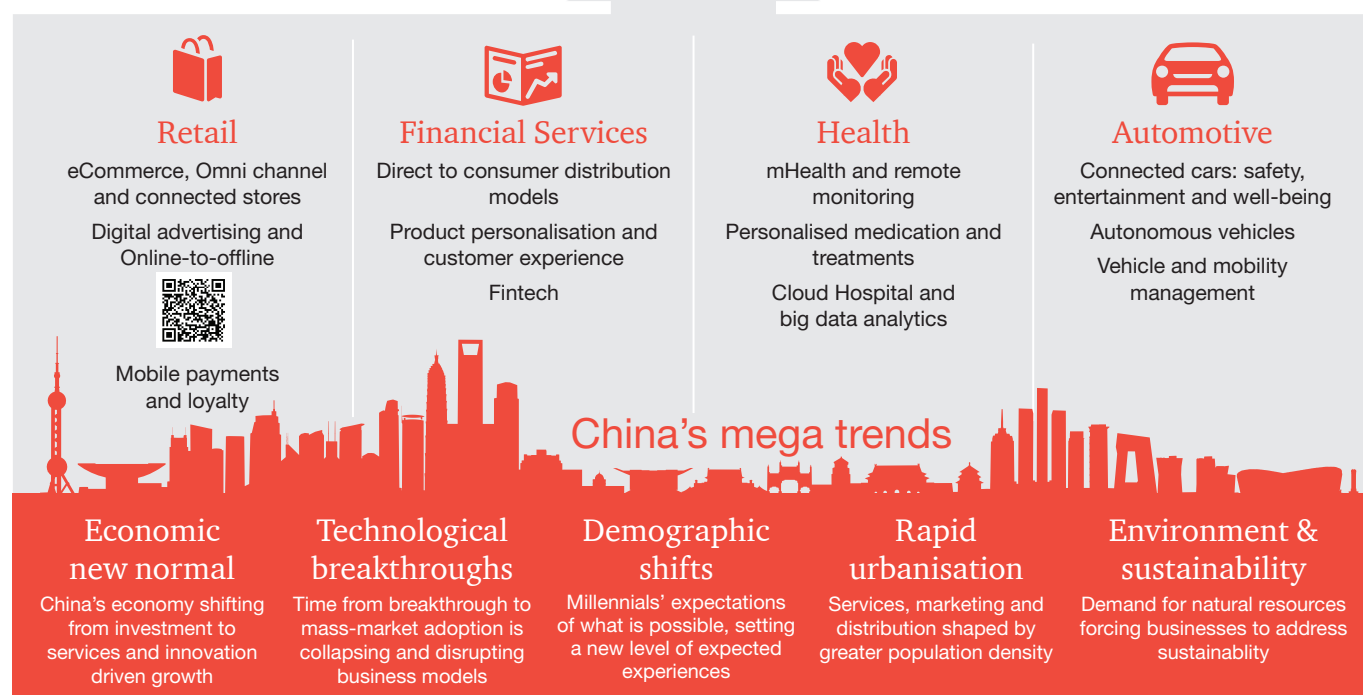 Retail
eCommerce, Omni channel
and connected stores
Digital advertising and
Online-to-offline
Mobile payments
and loyalty
Financial Services
Direct to consumer distribution
models
Product personalisation and
customer experience
Fintech
Health
mHealth and remote
monitoring
Personalised medication and
treatments
Cloud Hospital and
big data analytics
Automotive
Connected cars: safety,
entertainment and well-being
Autonomous vehicles
Vehicle and mobility
management
China's mega trends
Economic
new normal
China's economy shifting
from investment to
services and innovation
driven growth
Technological
breakthroughs
Time from breakthrough to
mass-market adoption is
collapsing and disrupting
business models
Demographic
shifts
Millennials' expectations
of what is possible, setting
a new level of expected
experiences
Rapid
urbanisation
Services, marketing and
distribution shaped by
greater population density
Environment &
sustainability
Demand for natural resources
forcing businesses to address
sustainablity